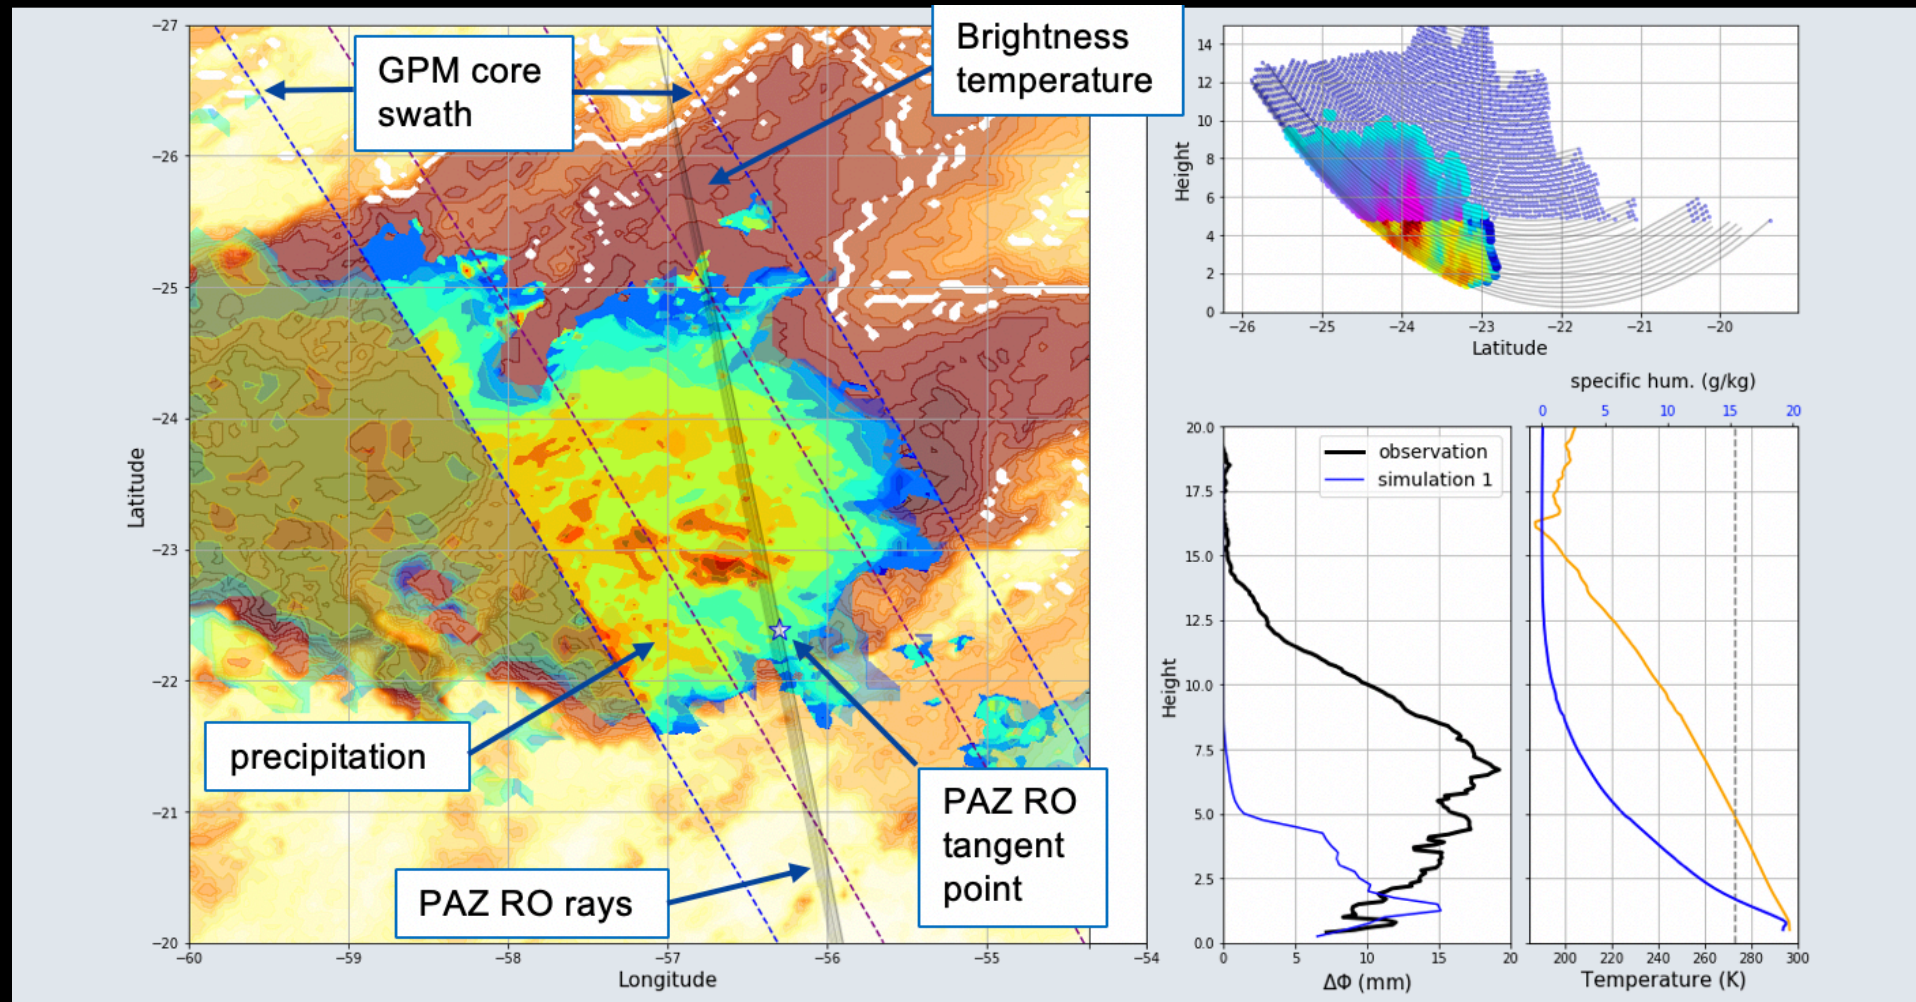 GPM core
swath
Brightness
temperature
precipitation
PAZ RO rays
PAZ RO
tangent
point
−27
−26
−25
−24
−23
−22
−21
−20
Latitude
−60 −59 −58 −57 −56 −55 −54
Longitude
14
12
10
8
6
4
2
0
Height
−26 −25 −24 −23 −22 −21 −20
Latitude
observation
simulation 1
20.0
17.5
15.0
12.5
10.0
7.5
5.0
2.5
0.0
Height
0 5 10 15 20
ΔΦ (mm)
specific hum. (g/kg)
0 5 10 15 20
200 220 240 260 280 300
Temperature (K)